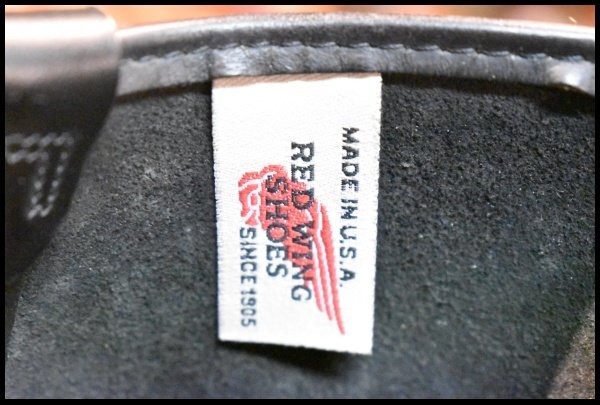 MADE IN U.S.A.
RED WING
SHOES
SINCE 1905